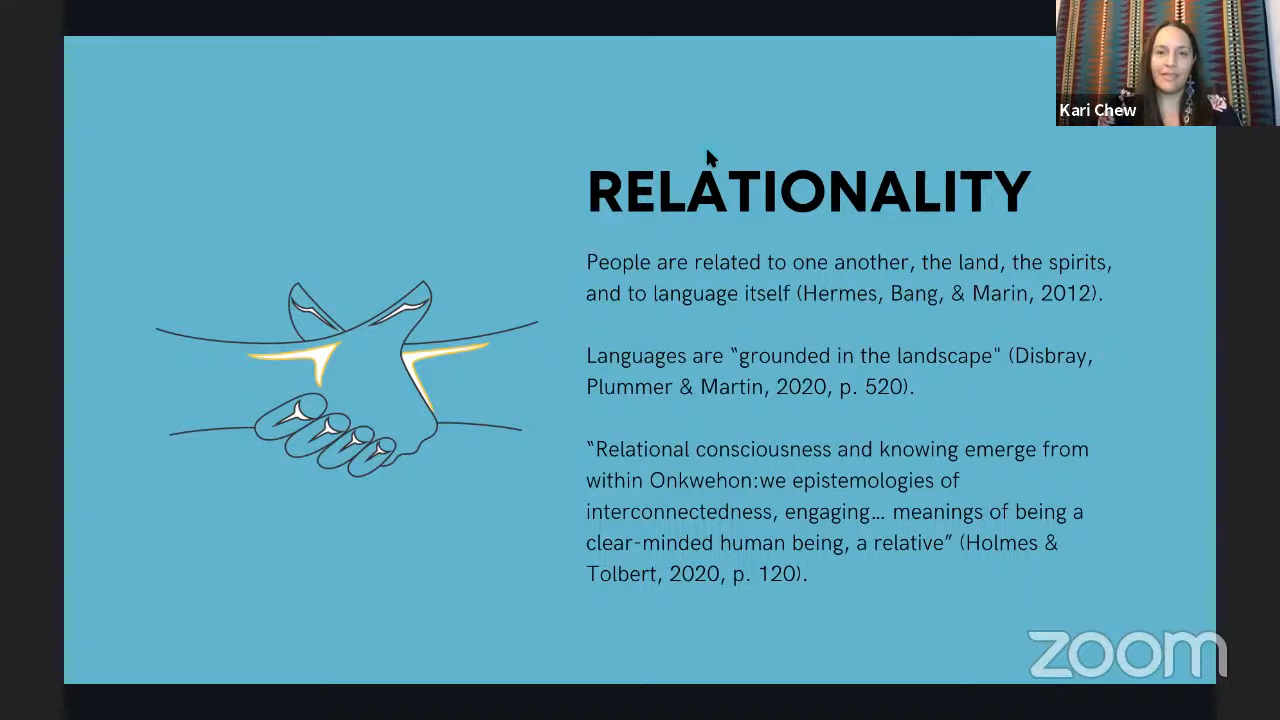 Kari Chew
RELATIONALITY
People are related to one another, the land, the spirits,
and to language itself (Hermes, Bang, & Marin, 2012).
Languages are “grounded in the landscape" (Disbray,
Plummer & Martin, 2020, p. 520).
“Relational consciousness and knowing emerge from
within Onkwehon:we epistemologies of
interconnectedness, engaging… meanings of being a
clear-minded human being, a relative” (Holmes &
Tolbert, 2020, p. 120).
zoom